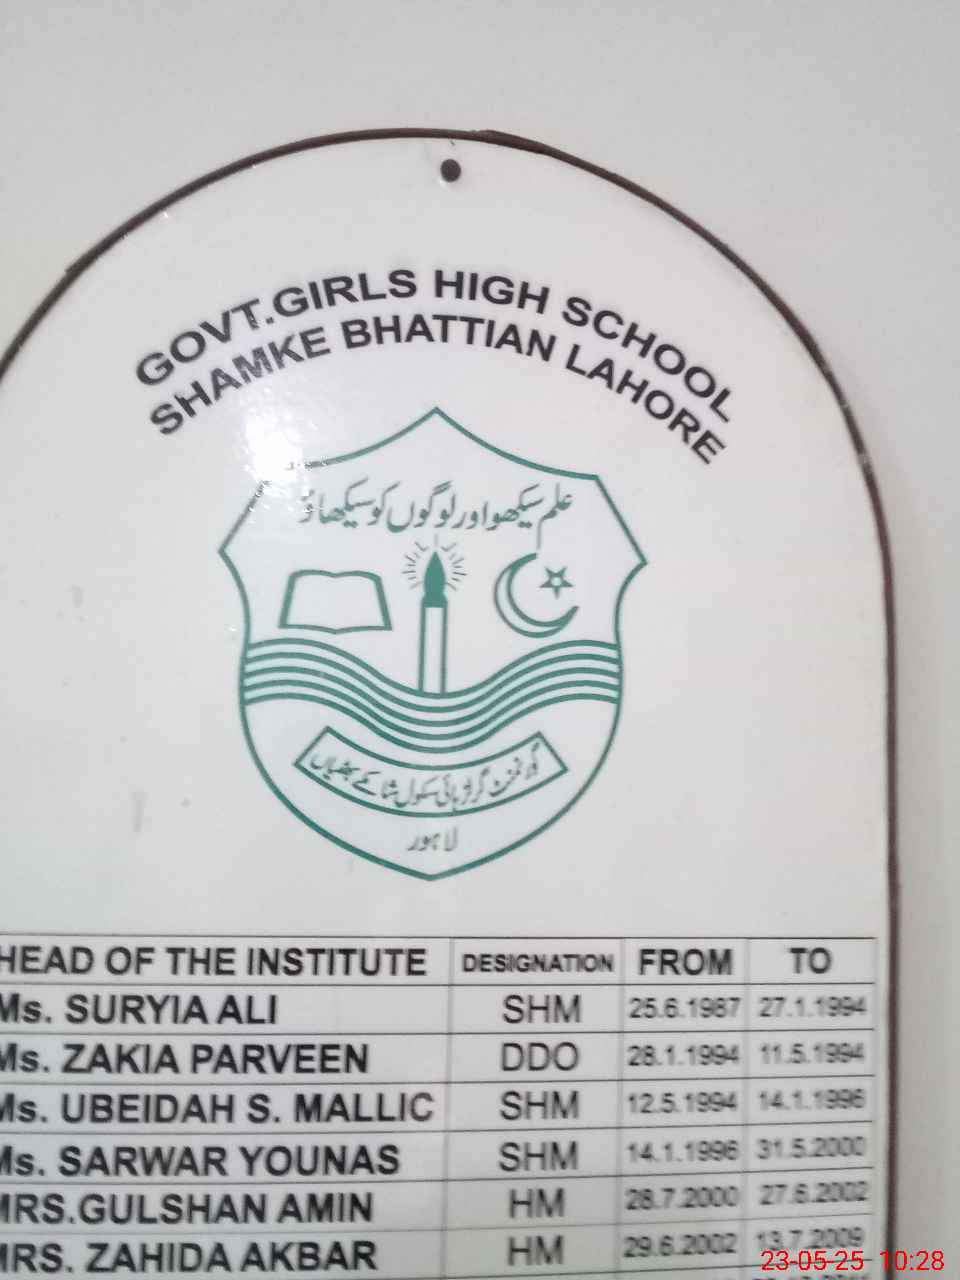 GOVT.GIRLS HIGH SCHOOL
SHAMKE BHATTIAN LAHORE
علم سیکھو اور لوگوں کو سیکھاؤ
گورنمنٹ گرلز ہائی سکول شامکے بھٹیاں
لاہور
HEAD OF THE INSTITUTE DESIGNATION FROM TO
Ms. SURYIA ALI SHM 25.6.1987 27.1.1994
Ms. ZAKIA PARVEEN DDO 28.1.1994 11.5.1994
Ms. UBEIDAH S. MALLIC SHM 12.5.1994 14.1.1996
Ms. SARWAR YOUNAS SHM 14.1.1996 31.5.2000
MRS.GULSHAN AMIN HM 28.7.2000 27.6.2002
MRS. ZAHIDA AKBAR HM 29.6.2002 13.7.2009
23-05-25 10:28